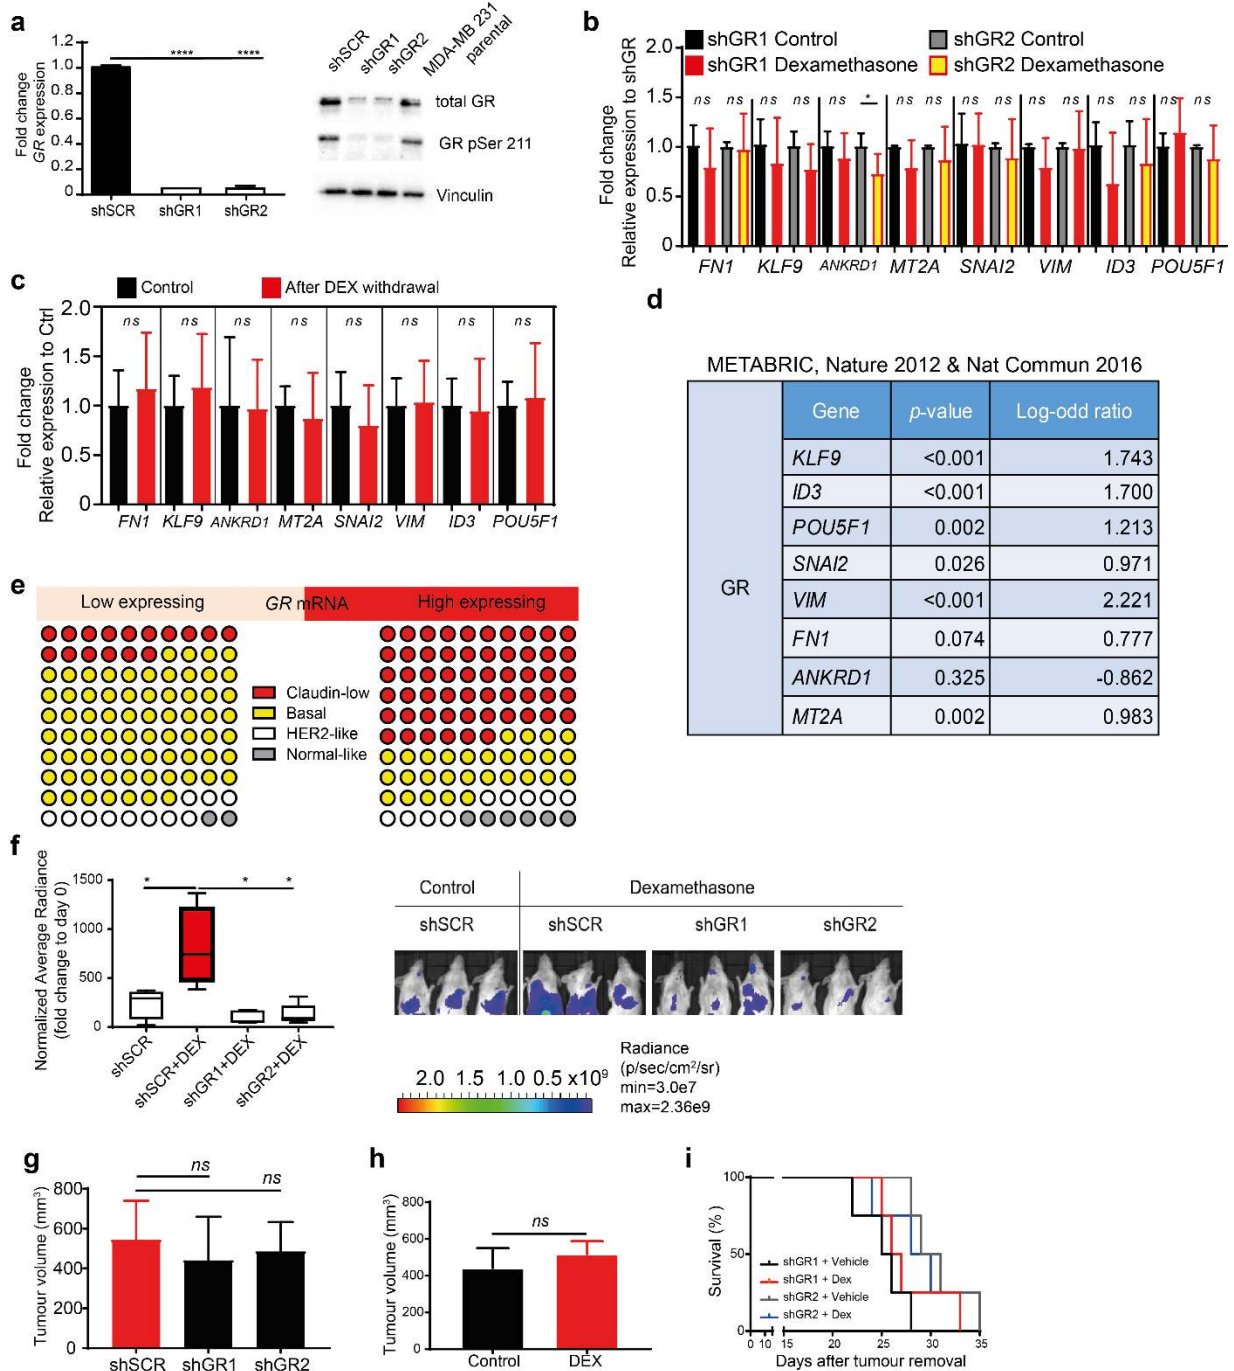 a
Fold change
GR expression
1.2
1.0
0.8
0.6
0.4
0.2
0
****
****
shSCR
shGR1
shGR2
shSCR
shGR1
shGR2
MDA-MB 231
parental
total GR
GR pSer 211
Vinculin
b
shGR1 Control
shGR2 Control
shGR1 Dexamethasone
shGR2 Dexamethasone
Fold change
Relative expression to shGR
2.0
1.5
1.0
0.5
0
ns ns ns ns ns * ns ns ns ns ns ns ns ns ns ns
FN1 KLF9 ANKRD1 MT2A SNAI2 VIM ID3 POU5F1
c
Control
After DEX withdrawal
Fold change
Relative expression to Ctrl
2.0
1.5
1.0
0.5
0
ns ns ns ns ns ns ns ns
FN1 KLF9 ANKRD1 MT2A SNAI2 VIM ID3 POU5F1
d
METABRIC, Nature 2012 & Nat Commun 2016
Gene p-value Log-odd ratio
GR
KLF9 <0.001 1.743
ID3 <0.001 1.700
POU5F1 0.002 1.213
SNAI2 0.026 0.971
VIM <0.001 2.221
FN1 0.074 0.777
ANKRD1 0.325 -0.862
MT2A 0.002 0.983
e
Low expressing GR mRNA High expressing
Claudin-low
Basal
HER2-like
Normal-like
f
Normalized Average Radiance
(fold change to day 0)
1500
1000
500
0
* * *
shSCR
shSCR+DEX
shGR1+DEX
shGR2+DEX
Control Dexamethasone
shSCR shSCR shGR1 shGR2
2.0 1.5 1.0 0.5 x10⁹
Radiance
(p/sec/cm²/sr)
min=3.0e7
max=2.36e9
g
Tumour volume (mm³)
800
600
400
200
0
ns
ns
shSCR shGR1 shGR2
h
Tumour volume (mm³)
800
600
400
200
0
ns
Control DEX
i
Survival (%)
100
50
0
shGR1 + Vehicle
shGR1 + Dex
shGR2 + Vehicle
shGR2 + Dex
0 10 15 25 30 35
Days after tumour removal